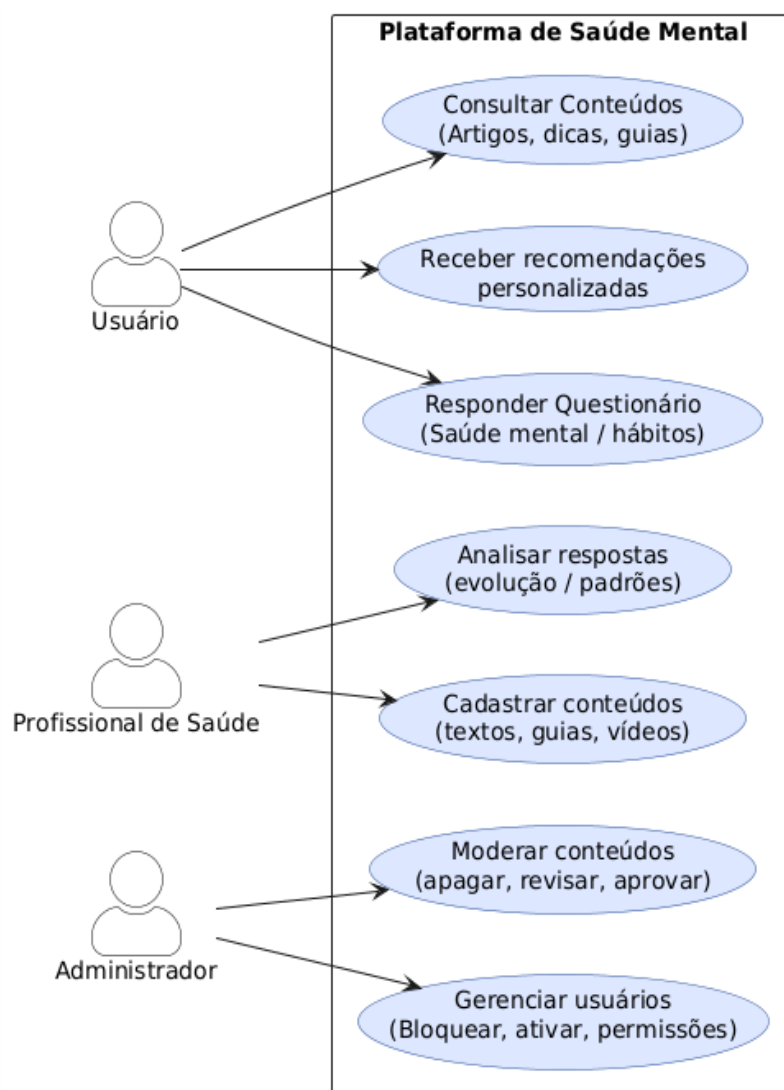 Plataforma de Saúde Mental
Consultar Conteúdos
(Artigos, dicas, guias)
Receber recomendações
personalizadas
Usuário
Responder Questionário
(Saúde mental / hábitos)
Analisar respostas
(evolução / padrões)
Profissional de Saúde
Cadastrar conteúdos
(textos, guias, vídeos)
Moderar conteúdos
(apagar, revisar, aprovar)
Administrador
Gerenciar usuários
(Bloquear, ativar, permissões)